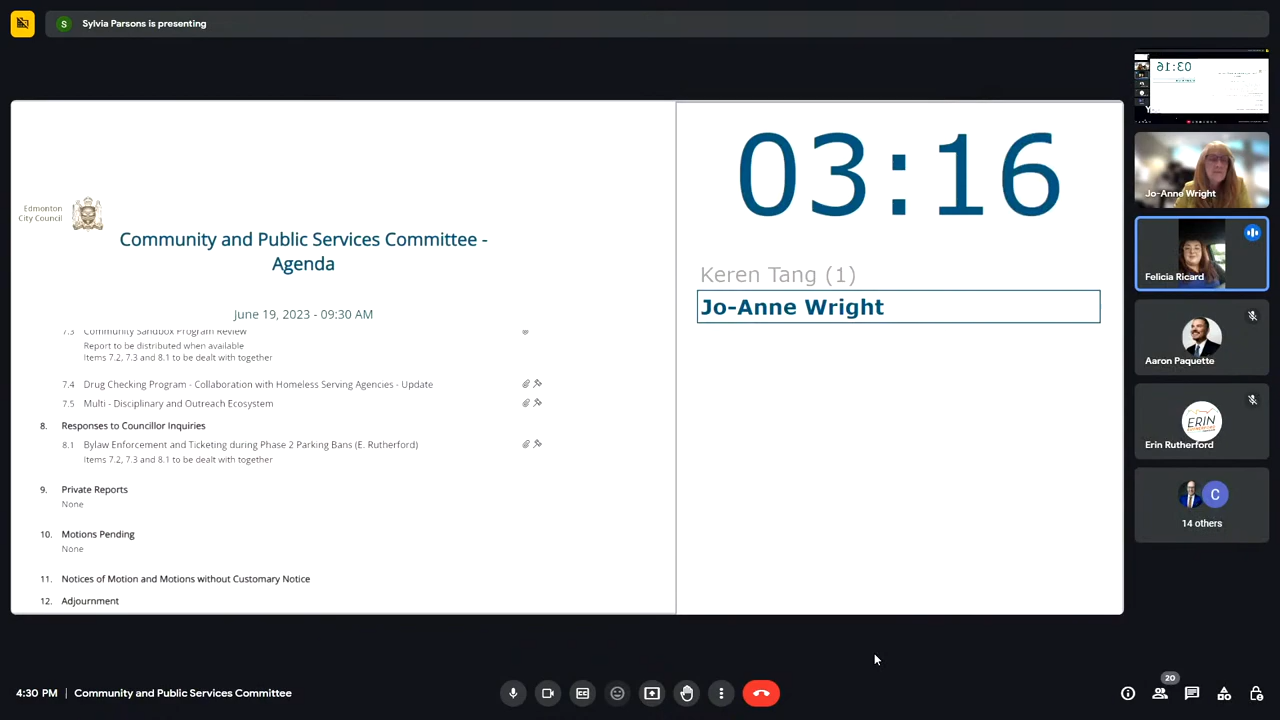 S Sylvia Parsons is presenting
Edmonton
City Council
Community and Public Services Committee -
Agenda
June 19, 2023 - 09:30 AM
7.3 Community Sandbox Program Review
Report to be distributed when available
Items 7.2, 7.3 and 8.1 to be dealt with together
7.4 Drug Checking Program - Collaboration with Homeless Serving Agencies - Update
7.5 Multi - Disciplinary and Outreach Ecosystem
8. Responses to Councillor Inquiries
8.1 Bylaw Enforcement and Ticketing during Phase 2 Parking Bans (E. Rutherford)
Items 7.2, 7.3 and 8.1 to be dealt with together
9. Private Reports
None
10. Motions Pending
None
11. Notices of Motion and Motions without Customary Notice
12. Adjournment
03:16
Keren Tang (1)
Jo-Anne Wright
03:16
Jo-Anne Wright
Felicia Ricard
Aaron Paquette
ERIN
Erin Rutherford
C
14 others
4:30 PM | Community and Public Services Committee
20